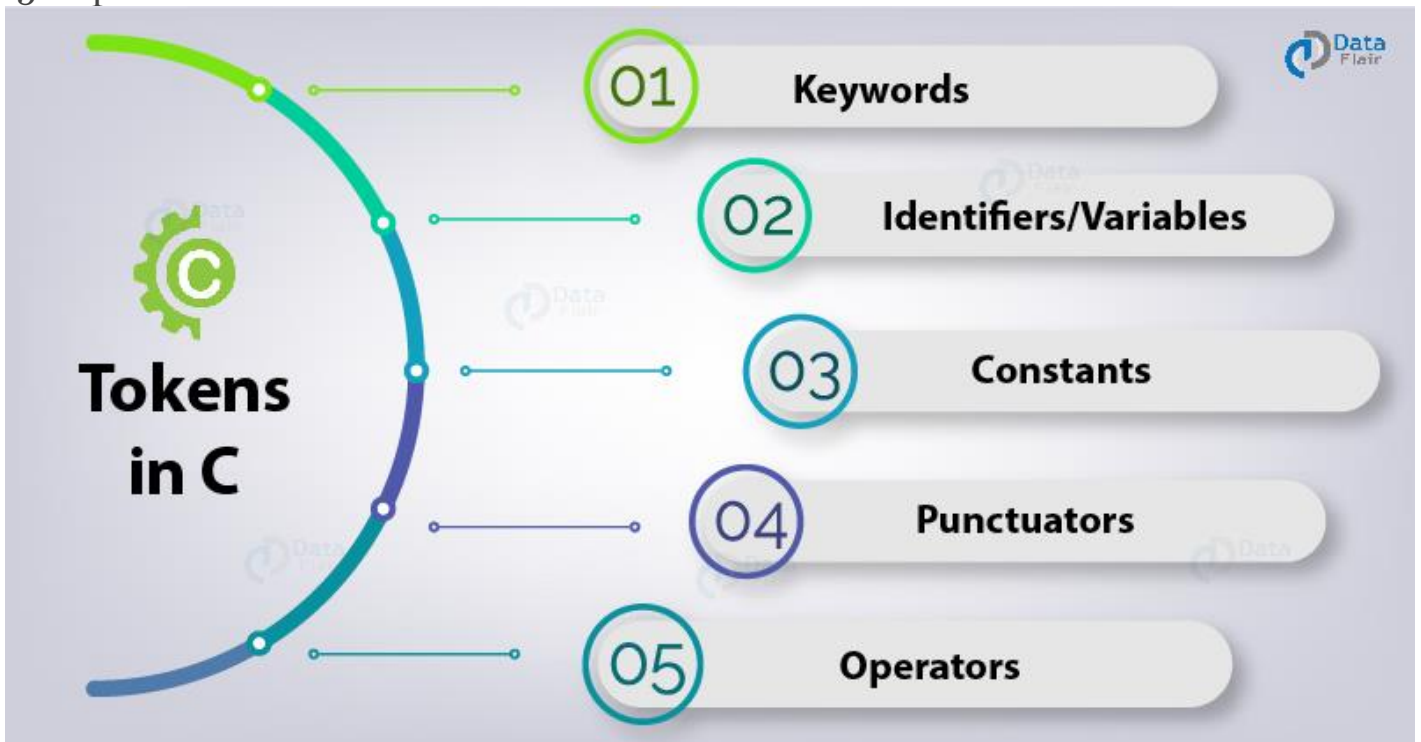 Data
Flair
01
Keywords
02
Identifiers/Variables
C
Tokens
in C
03
Constants
04
Punctuators
05
Operators